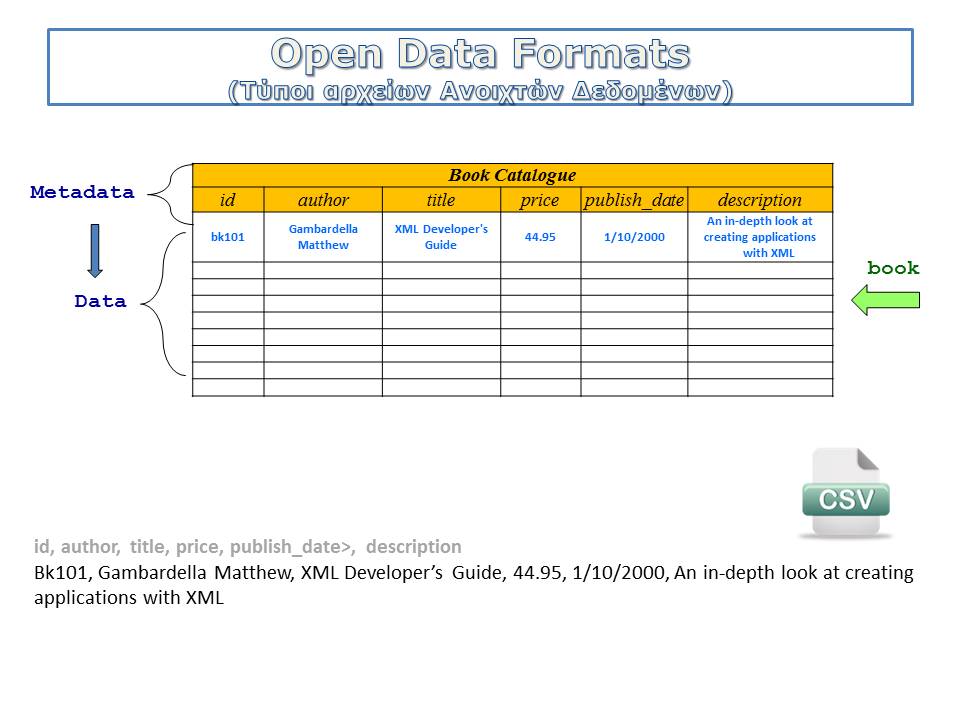 Open Data Formats
(Τύποι αρχείων Ανοιχτών Δεδομένων)
Metadata
Data
Book Catalogue
id author title price publish_date description
bk101 Gambardella Matthew XML Developer's Guide 44.95 1/10/2000 An in-depth look at creating applications with XML
book
CSV
id, author, title, price, publish_date>, description
Bk101, Gambardella Matthew, XML Developer’s Guide, 44.95, 1/10/2000, An in-depth look at creating
applications with XML